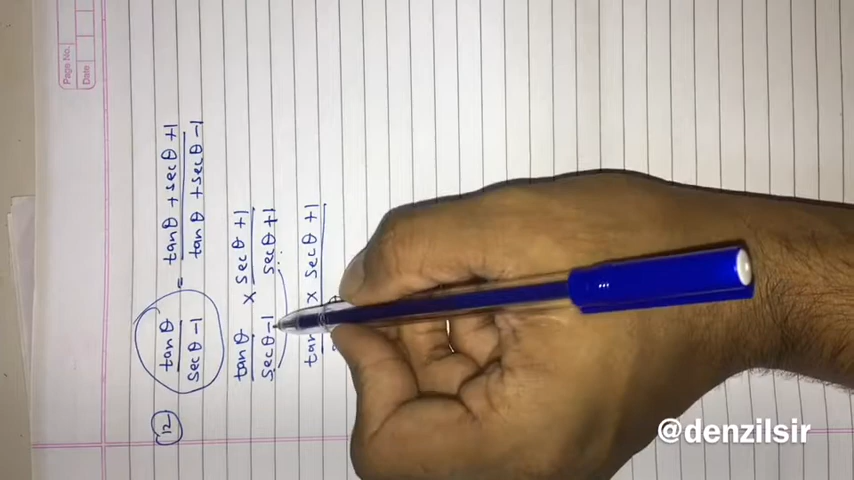 Page No.
Date
(12) tanθ / secθ - 1 = tanθ + secθ + 1 / tanθ + secθ - 1
tanθ / secθ - 1 × secθ + 1 / secθ + 1
tan × secθ + 1
@denzilsir